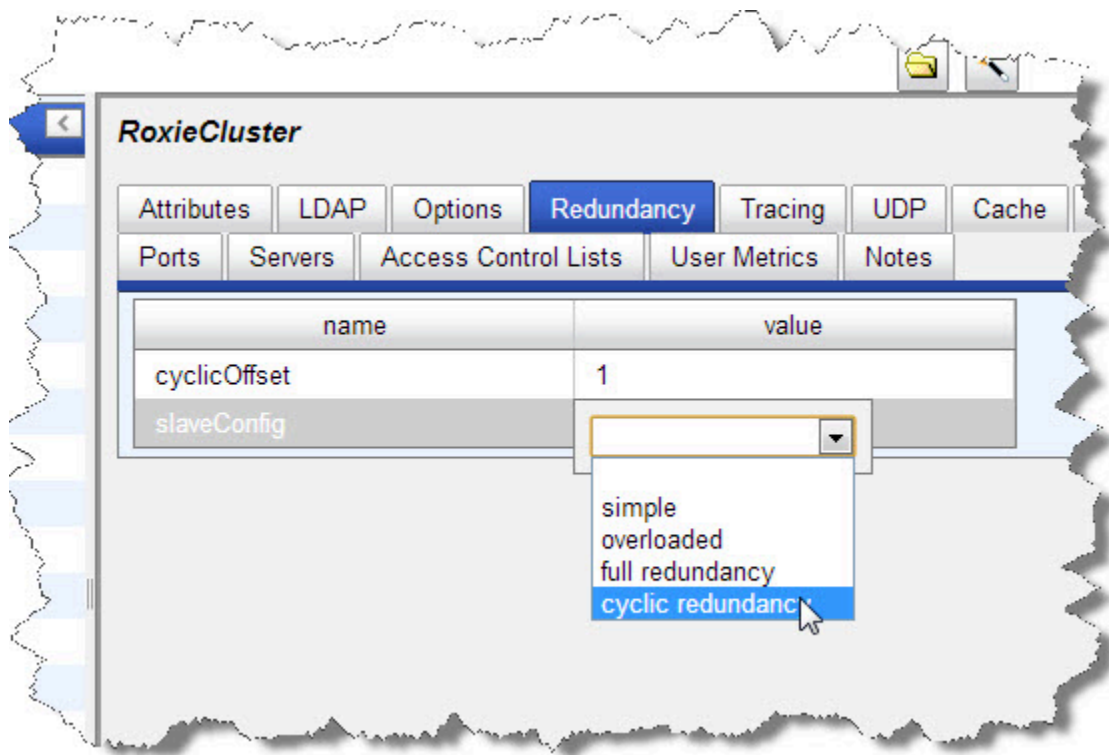 RoxieCluster
Attributes LDAP Options Redundancy Tracing UDP Cache
Ports Servers Access Control Lists User Metrics Notes
name value
cyclicOffset 1
slaveConfig
simple
overloaded
full redundancy
cyclic redundancy